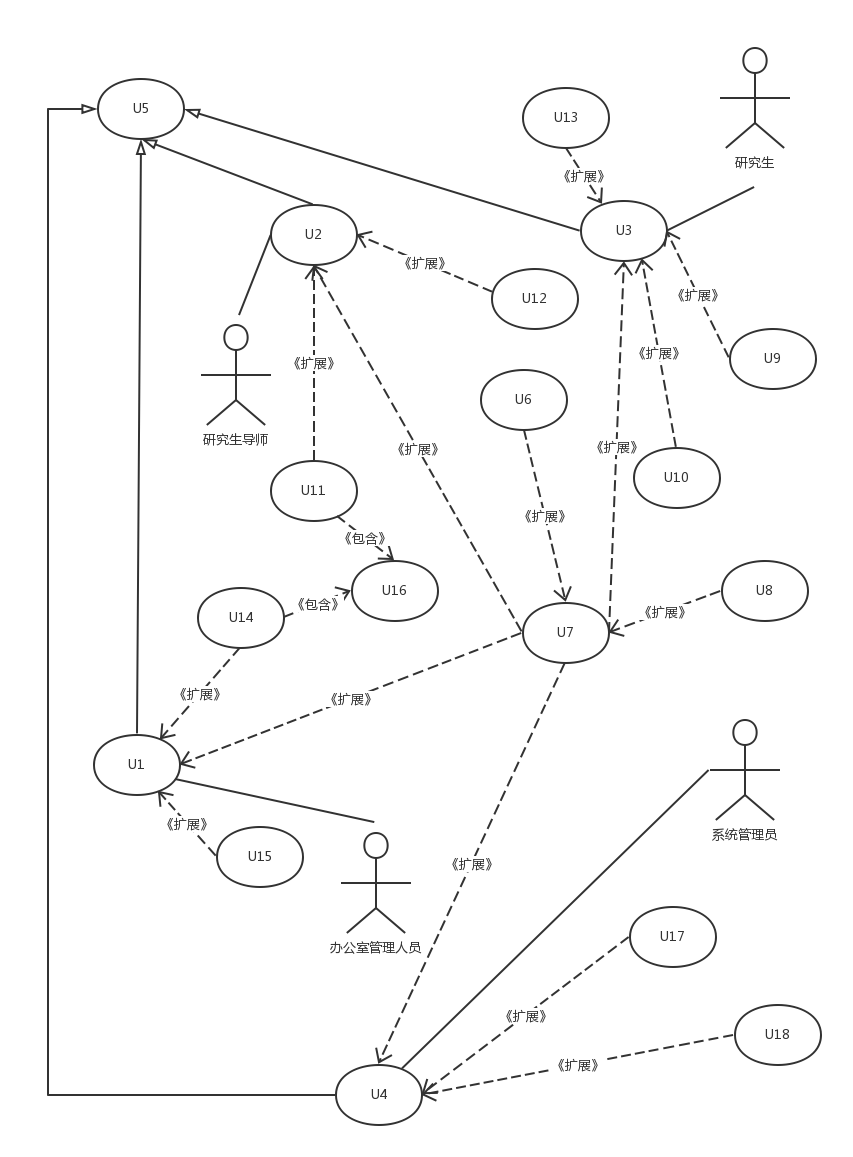 U5
U13
研究生
《扩展》
U3
U2
《扩展》
U12
《扩展》
《扩展》
《扩展》
U9
U6
研究生导师
《扩展》
《扩展》
U10
U11
《扩展》
《包含》
U16
U8
《包含》
U14
《扩展》
U7
《扩展》
《扩展》
U1
《扩展》
系统管理员
U15
《扩展》
办公室管理人员
U17
《扩展》
U18
《扩展》
U4